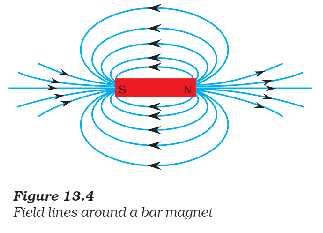 S N
Figure 13.4
Field lines around a bar magnet